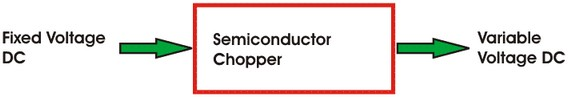 Fixed Voltage
DC
Semiconductor
Chopper
Variable
Voltage DC